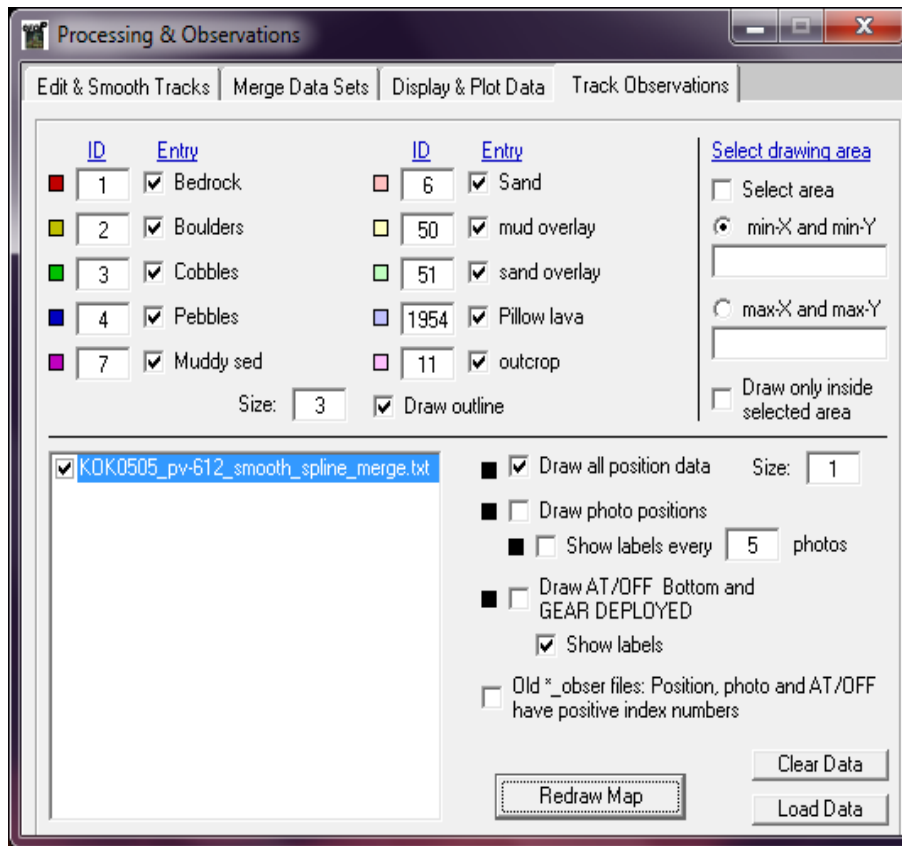 Processing & Observations
Edit & Smooth Tracks Merge Data Sets Display & Plot Data Track Observations
ID Entry ID Entry Select drawing area
1 Bedrock 6 Sand Select area
2 Boulders 50 mud overlay min-X and min-Y
3 Cobbles 51 sand overlay
4 Pebbles 1954 Pillow lava max-X and max-Y
7 Muddy sed 11 outcrop
Size: 3 Draw outline
Draw only inside
selected area
KOK0505_pv-612_smooth_spline_merge.txt
Draw all position data Size: 1
Draw photo positions
Show labels every 5 photos
Draw AT/OFF Bottom and
GEAR DEPLOYED
Show labels
Old *_obser files: Position, photo and AT/OFF
have positive index numbers
Clear Data
Redraw Map
Load Data